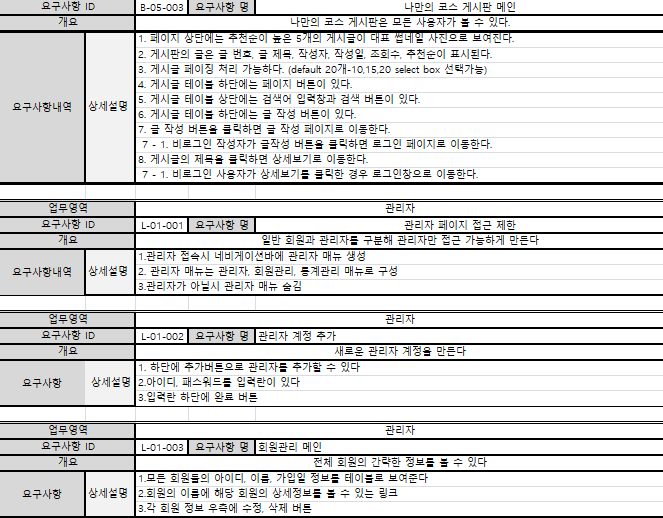 요구사항 ID B-05-003 요구사항 명 나만의 코스 게시판 메인
개요 나만의 코스 게시판은 모든 사용자가 볼 수 있다.
요구사항내역 상세설명
1. 페이지 상단에는 추천순이 높은 5개의 게시글이 대표 썸네일 사진으로 보여진다.
2. 게시판의 글은 글 번호, 글 제목, 작성자, 작성일, 조회수, 추천순이 표시된다.
3. 게시글 페이징 처리 가능하다. (default 20개-10,15,20 select box 선택가능)
4. 게시글 테이블 하단에는 페이지 버튼이 있다.
5. 게시글 테이블 상단에는 검색어 입력창과 검색 버튼이 있다.
6. 게시글 테이블 하단에는 글 작성 버튼이 있다.
7. 글 작성 버튼을 클릭하면 글 작성 페이지로 이동한다.
7 - 1. 비로그인 작성자가 글작성 버튼을 클릭하면 로그인 페이지로 이동한다.
8. 게시글의 제목을 클릭하면 상세보기로 이동한다.
7 - 1. 비로그인 사용자가 상세보기를 클릭한 경우 로그인창으로 이동한다.
업무영역 관리자
요구사항 ID L-01-001 요구사항 명 관리자 페이지 접근 제한
개요 일반 회원과 관리자를 구분해 관리자만 접근 가능하게 만든다
요구사항내역 상세설명
1.관리자 접속시 네비게이션바에 관리자 매뉴 생성
2. 관리자 매뉴는 관리자, 회원관리, 통계관리 매뉴로 구성
3.관리자가 아닐시 관리자 매뉴 숨김
업무영역 관리자
요구사항 ID L-01-002 요구사항 명 관리자 계정 추가
개요 새로운 관리자 계정을 만든다
요구사항 상세설명
1. 하단에 추가버튼으로 관리자를 추가할 수 있다
2.아이디, 패스워드를 입력란이 있다
3.입력란 하단에 완료 버튼
업무영역 관리자
요구사항 ID L-01-003 요구사항 명 회원관리 메인
개요 전체 회원의 간략한 정보를 볼 수 있다
요구사항 상세설명
1.모든 회원들의 아이디, 이름, 가입일 정보를 테이블로 보여준다
2.회원의 이름에 해당 회원의 상세정보를 볼 수 있는 링크
3.각 회원 정보 우측에 수정, 삭제 버튼